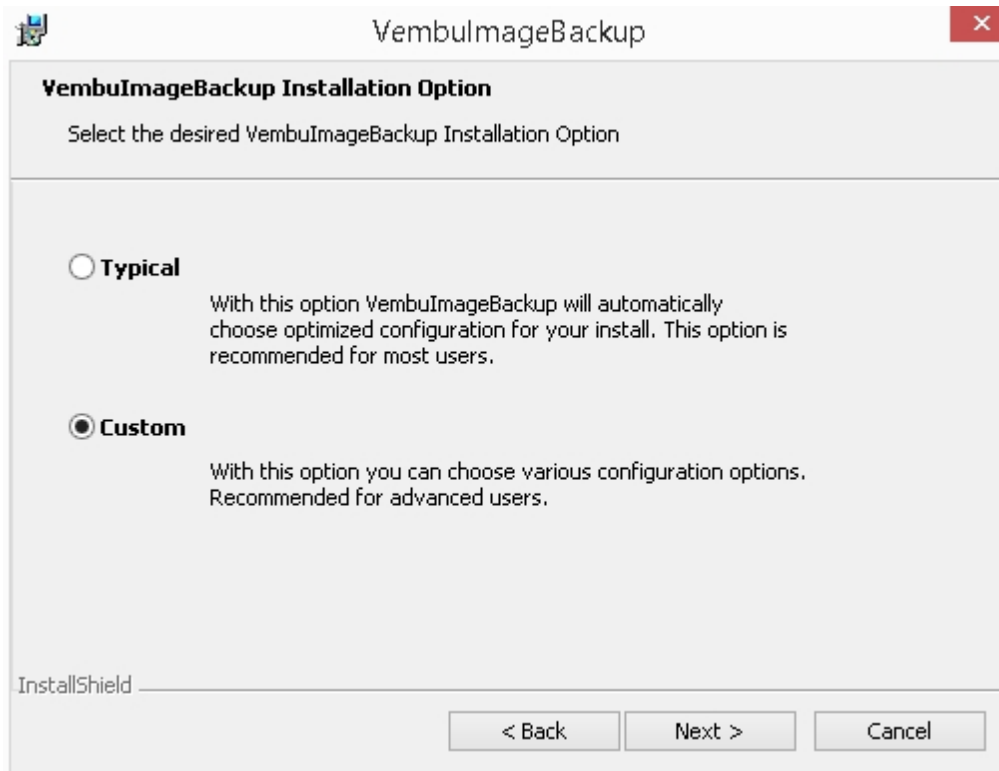 VembuImageBackup
VembuImageBackup Installation Option
Select the desired VembuImageBackup Installation Option
Typical
With this option VembuImageBackup will automatically
choose optimized configuration for your install. This option is
recommended for most users.
Custom
With this option you can choose various configuration options.
Recommended for advanced users.
InstallShield
< Back
Next >
Cancel